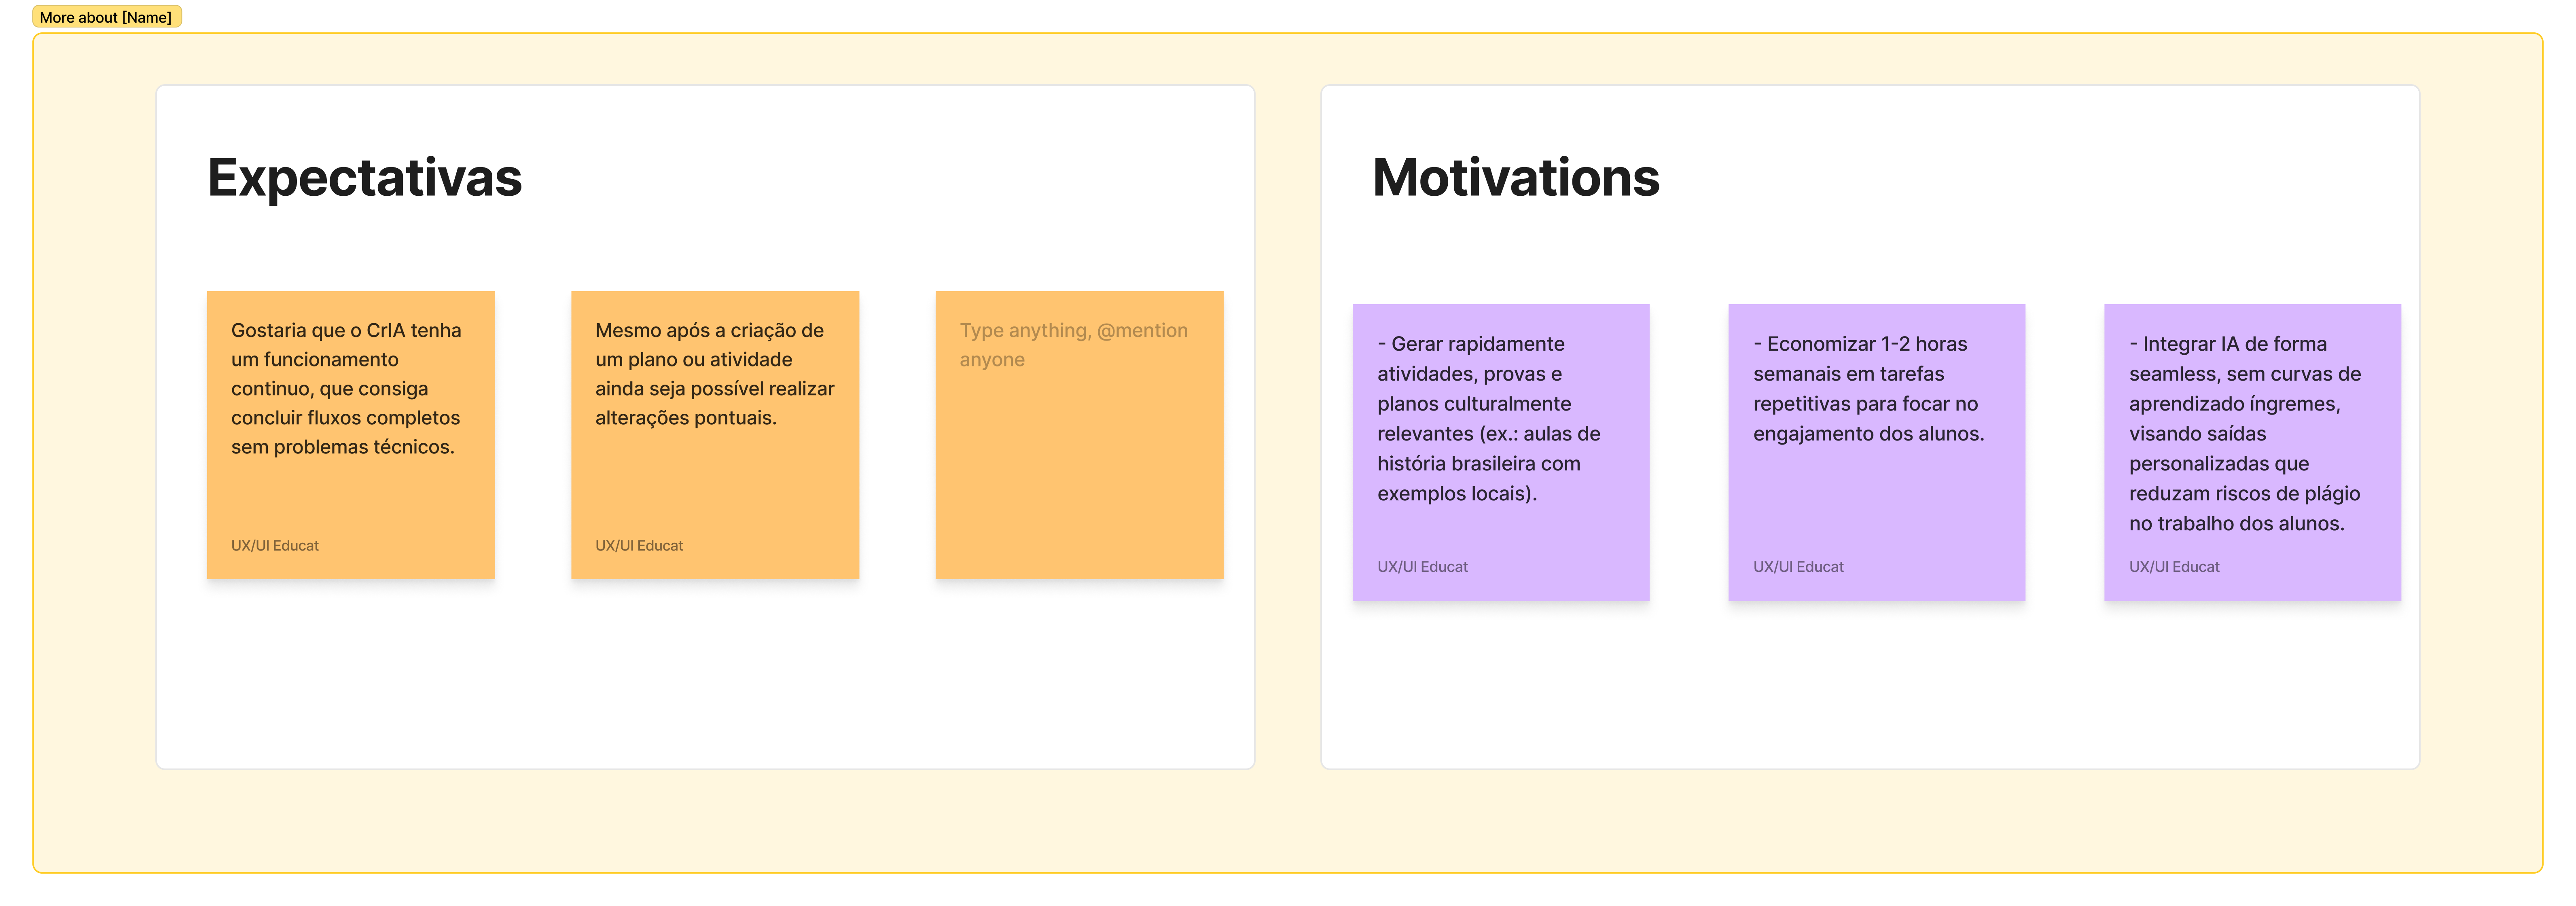 More about [Name]
Expectativas
Gostaria que o CrIA tenha
um funcionamento
continuo, que consiga
concluir fluxos completos
sem problemas técnicos.
UX/UI Educat
Mesmo após a criação de
um plano ou atividade
ainda seja possível realizar
alterações pontuais.
UX/UI Educat
Type anything, @mention
anyone
Motivations
- Gerar rapidamente
atividades, provas e
planos culturalmente
relevantes (ex.: aulas de
história brasileira com
exemplos locais).
UX/UI Educat
- Economizar 1-2 horas
semanais em tarefas
repetitivas para focar no
engajamento dos alunos.
UX/UI Educat
- Integrar IA de forma
seamless, sem curvas de
aprendizado íngremes,
visando saídas
personalizadas que
reduzam riscos de plágio
no trabalho dos alunos.
UX/UI Educat